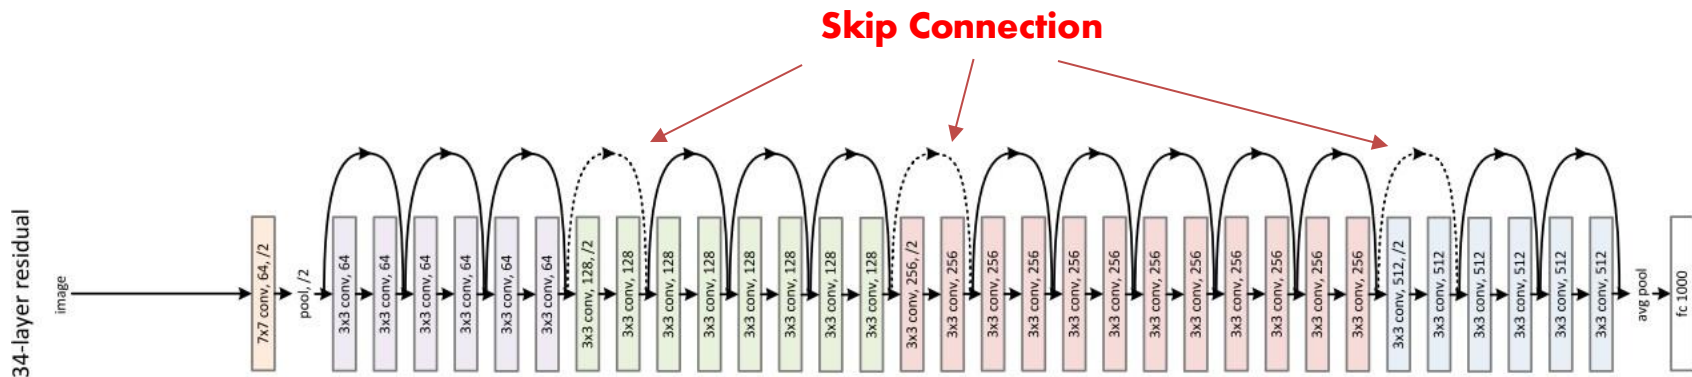 Skip Connection
34-layer residual
image
7x7 conv, 64, /2
pool, /2
3x3 conv, 64
3x3 conv, 64
3x3 conv, 64
3x3 conv, 64
3x3 conv, 64
3x3 conv, 64
3x3 conv, 128, /2
3x3 conv, 128
3x3 conv, 128
3x3 conv, 128
3x3 conv, 128
3x3 conv, 128
3x3 conv, 128
3x3 conv, 128
3x3 conv, 256, /2
3x3 conv, 256
3x3 conv, 256
3x3 conv, 256
3x3 conv, 256
3x3 conv, 256
3x3 conv, 256
3x3 conv, 256
3x3 conv, 256
3x3 conv, 256
3x3 conv, 256
3x3 conv, 256
3x3 conv, 512, /2
3x3 conv, 512
3x3 conv, 512
3x3 conv, 512
3x3 conv, 512
3x3 conv, 512
avg pool
fc 1000